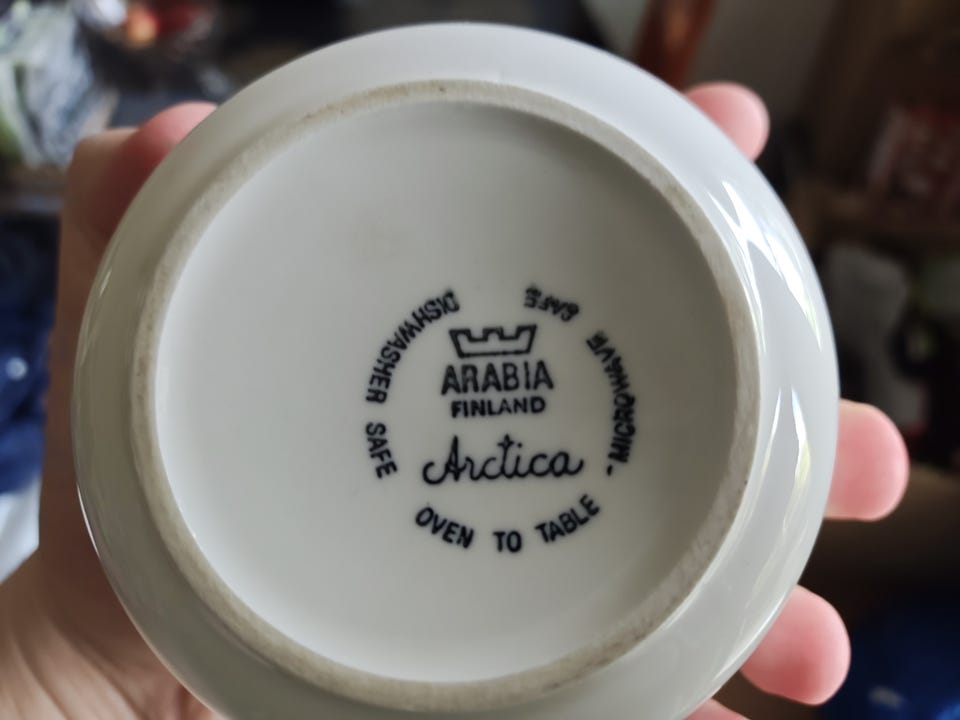 ARABIA
FINLAND
Arctica
DISHWASHER SAFE
OVEN TO TABLE
- MICROWAVE SAFE